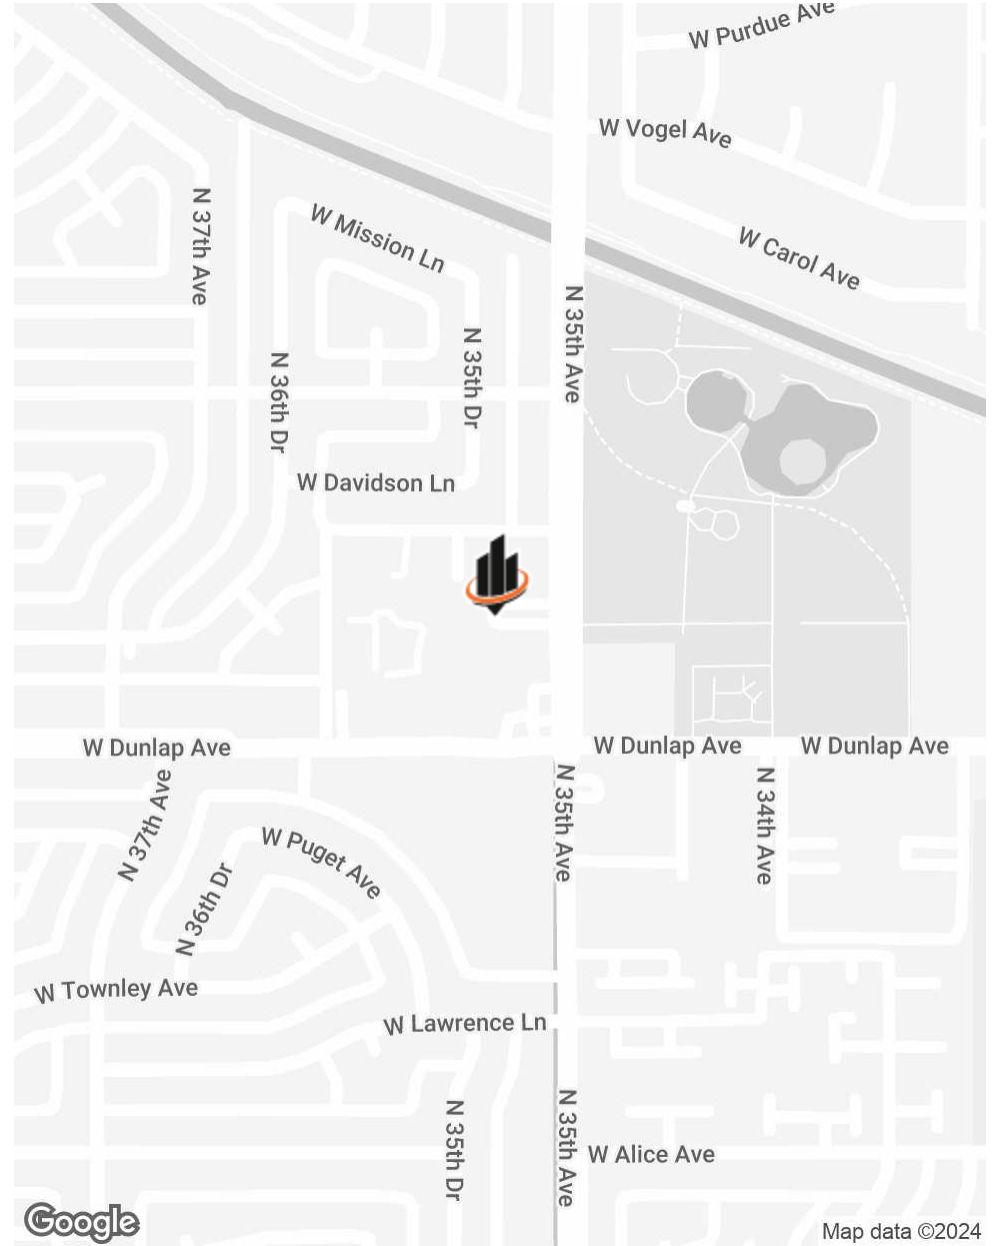 W Purdue Ave
W Vogel Ave
N 37th Ave
W Mission Ln
W Carol Ave
N 35th Ave
N 36th Dr
N 35th Dr
W Davidson Ln
W Dunlap Ave
W Dunlap Ave
W Dunlap Ave
N 37th Ave
N 35th Ave
N 34th Ave
W Puget Ave
N 36th Dr
W Townley Ave
W Lawrence Ln
N 35th Dr
N 35th Ave
W Alice Ave
Google
Map data ©2024